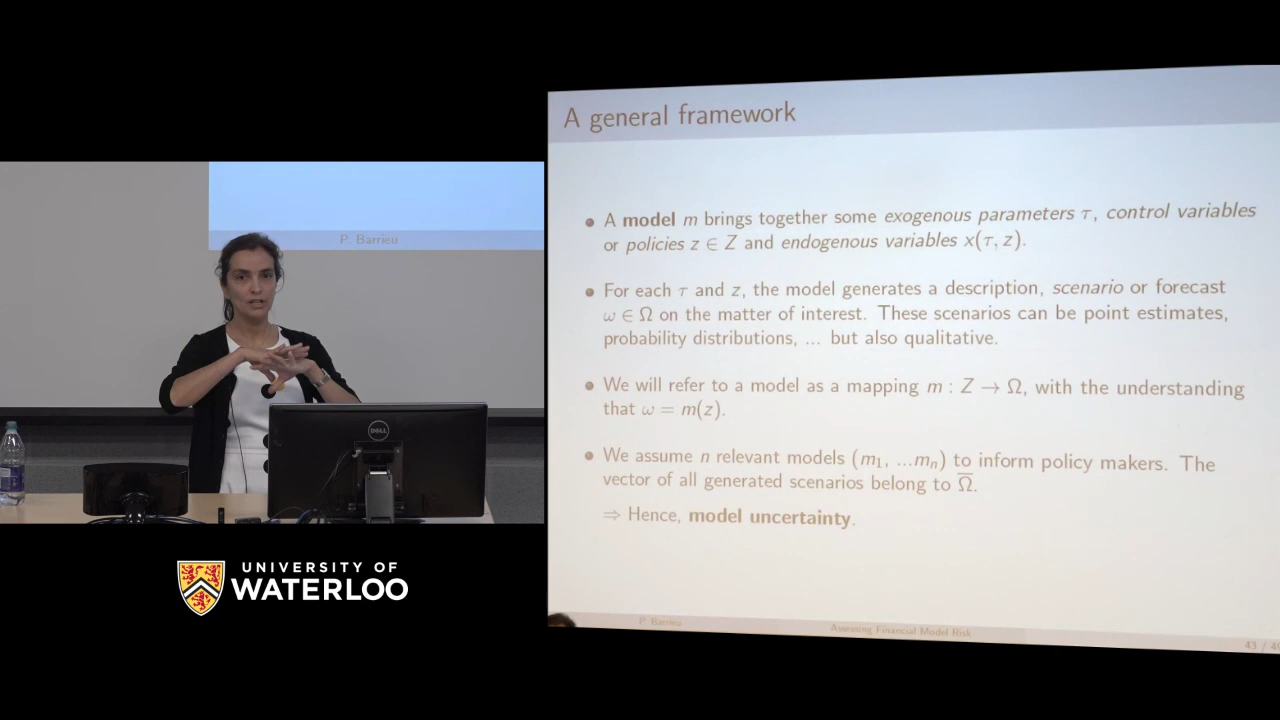 P. Barrieu
DELL
UNIVERSITY OF
WATERLOO
A general framework
• A model m brings together some exogenous parameters τ, control variables
or policies z ∈ Z and endogenous variables x(τ, z).
• For each τ and z, the model generates a description, scenario or forecast
ω ∈ Ω on the matter of interest. These scenarios can be point estimates,
probability distributions, ... but also qualitative.
• We will refer to a model as a mapping m : Z → Ω, with the understanding
that ω = m(z).
• We assume n relevant models (m₁, ...mₙ) to inform policy makers. The
vector of all generated scenarios belong to Ω̅.
⇒ Hence, model uncertainty.
P. Barrieu
Assessing Financial Model Risk
43 /